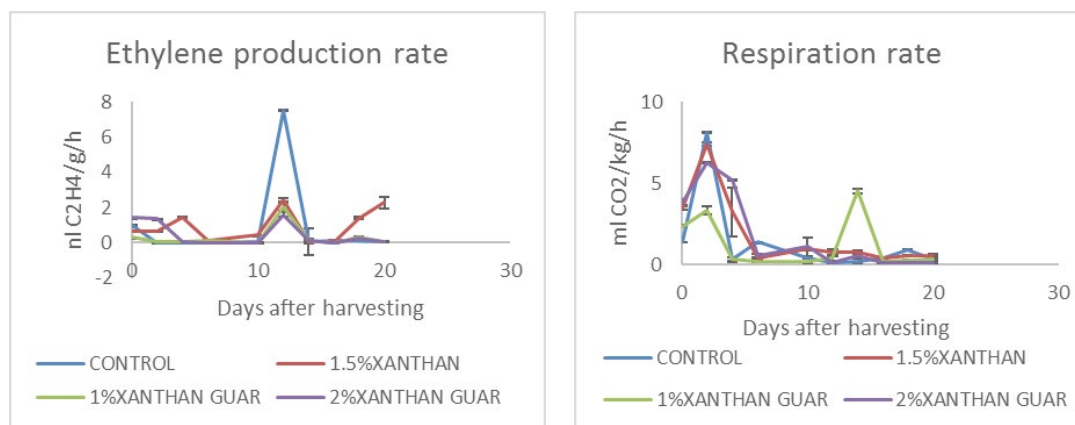 Ethylene production rate
nl C2H4/g/h
8
6
4
2
0
-2
0 10 20 30
Days after harvesting
CONTROL 1.5%XANTHAN
1%XANTHAN GUAR 2%XANTHAN GUAR
Respiration rate
ml CO2/kg/h
10
5
0
0 10 20 30
Days after harvesting
CONTROL 1.5%XANTHAN
1%XANTHAN GUAR 2%XANTHAN GUAR